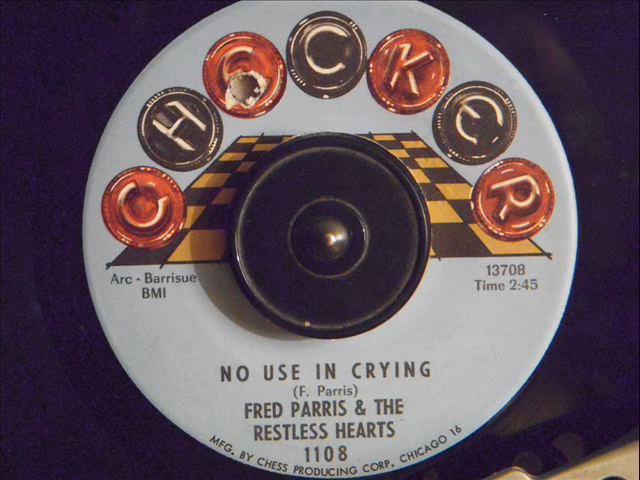 CHECKER
Arc - Barrisue
BMI
13708
Time 2:45
NO USE IN CRYING
(F. Parris)
FRED PARRIS & THE
RESTLESS HEARTS
1108
MFG. BY CHESS PRODUCING CORP. CHICAGO 16